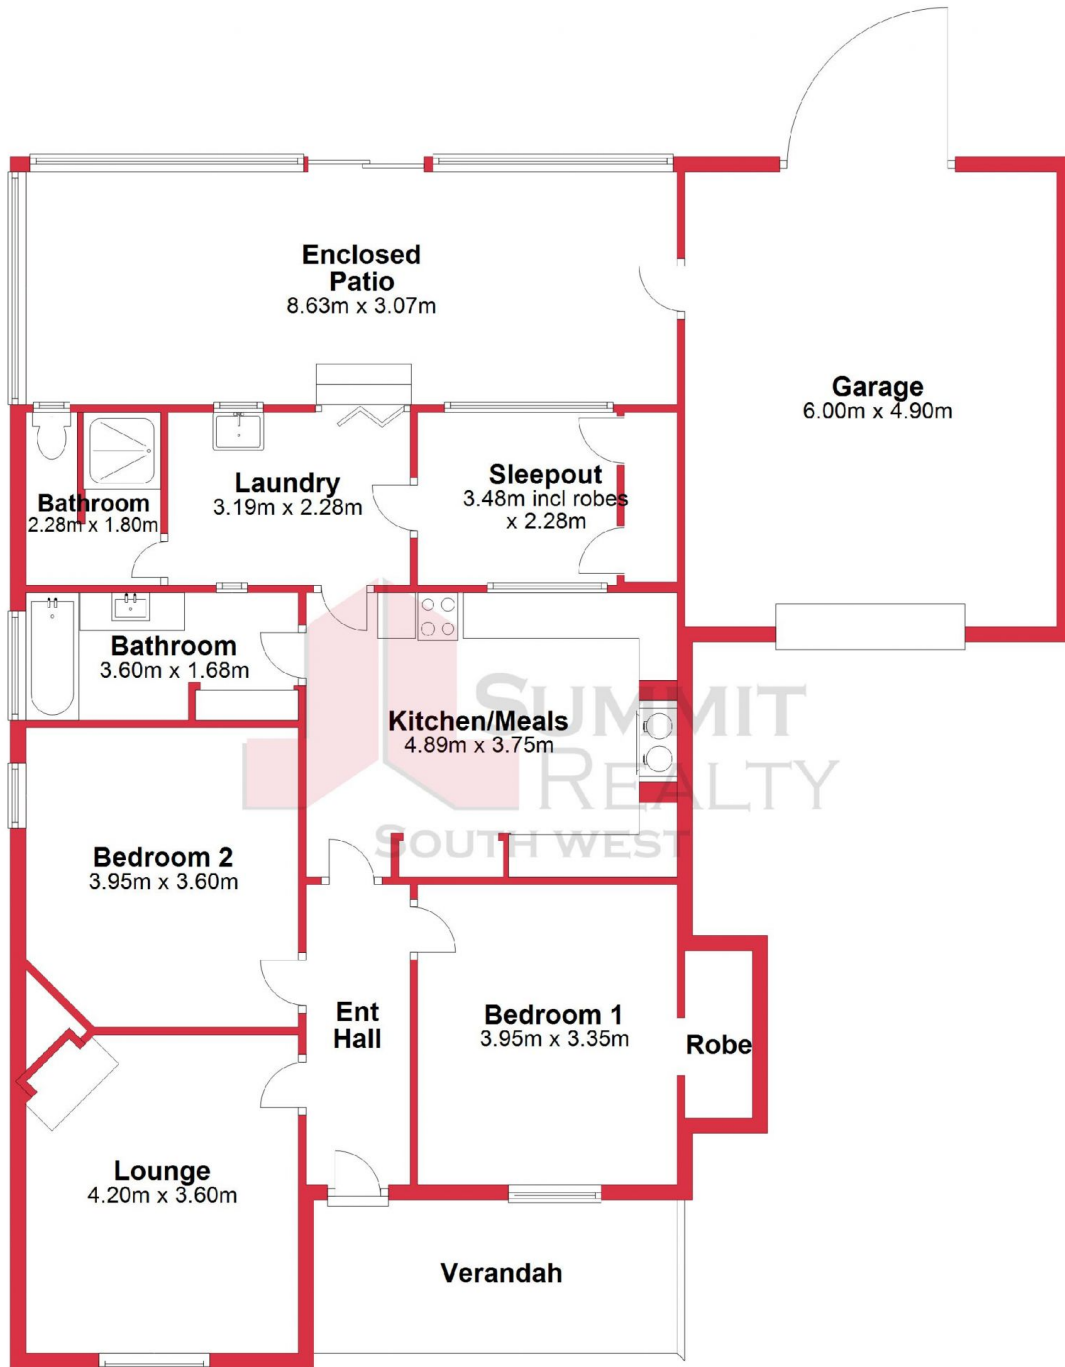 Enclosed
Patio
8.63m x 3.07m
Garage
6.00m x 4.90m
Bathroom
2.28m x 1.80m
Laundry
3.19m x 2.28m
Sleepout
3.48m incl robes
x 2.28m
Bathroom
3.60m x 1.68m
Kitchen/Meals
4.89m x 3.75m
SUMMIT
REALTY
SOUTH WEST
Bedroom 2
3.95m x 3.60m
Ent
Hall
Bedroom 1
3.95m x 3.35m
Robe
Lounge
4.20m x 3.60m
Verandah